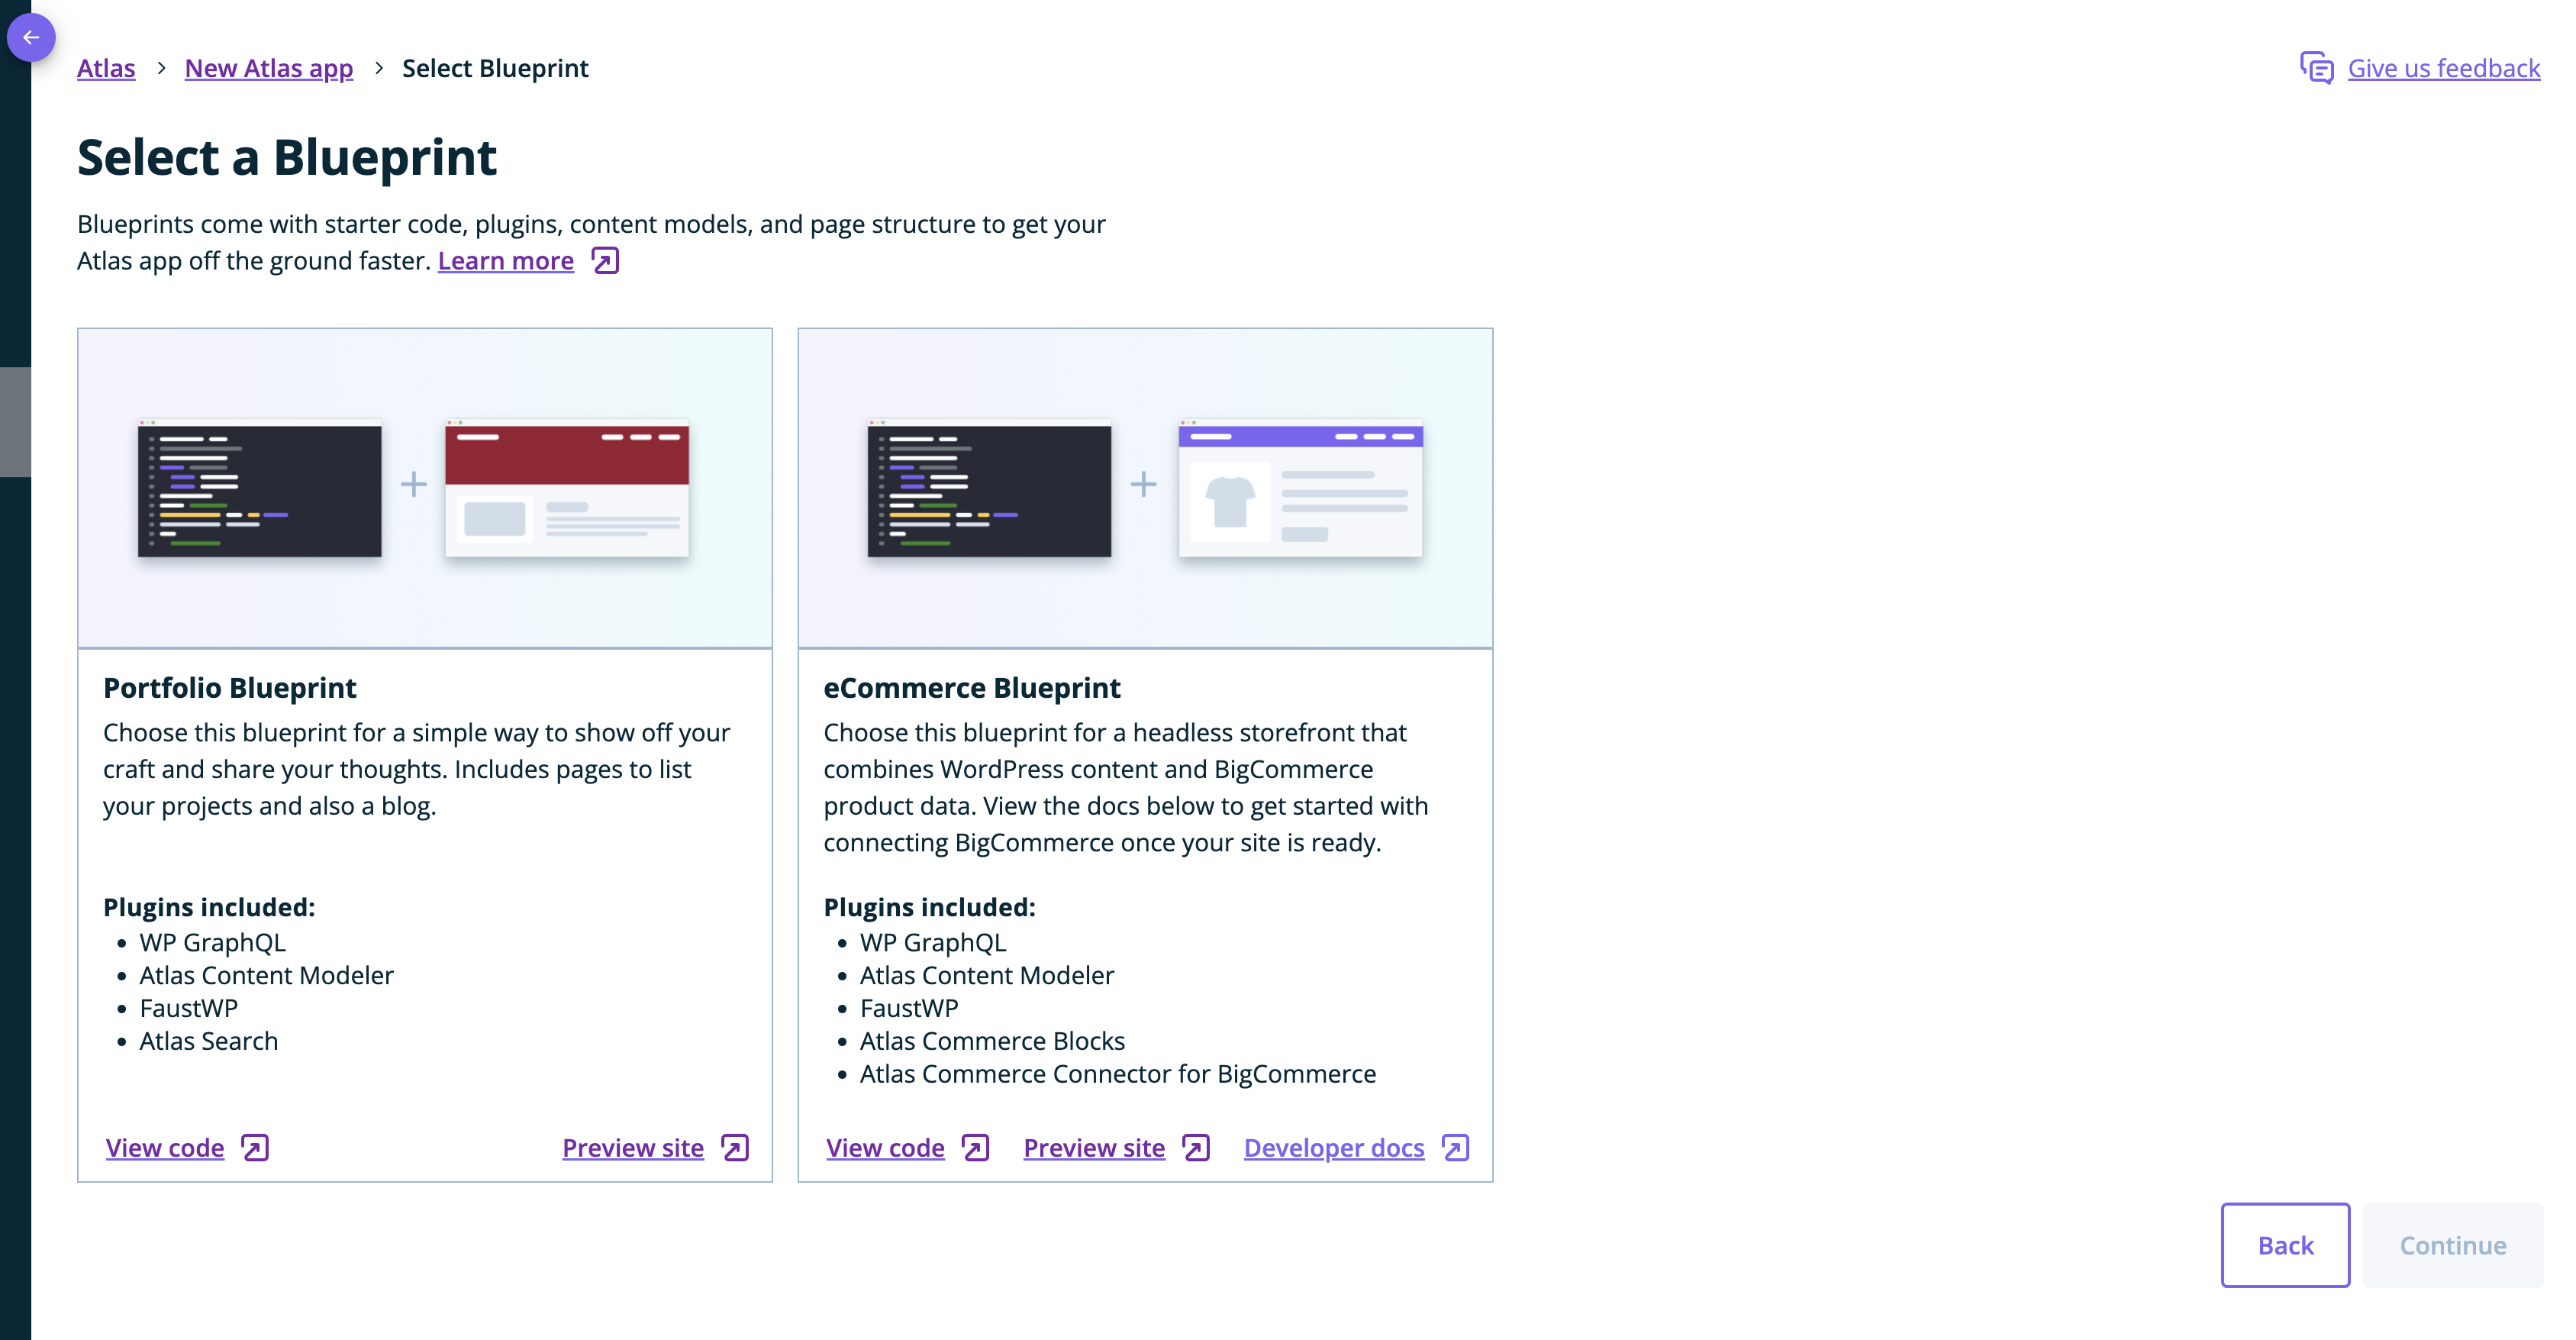 Atlas > New Atlas app > Select Blueprint
Give us feedback
Select a Blueprint
Blueprints come with starter code, plugins, content models, and page structure to get your
Atlas app off the ground faster. Learn more
Portfolio Blueprint
Choose this blueprint for a simple way to show off your
craft and share your thoughts. Includes pages to list
your projects and also a blog.
Plugins included:
• WP GraphQL
• Atlas Content Modeler
• FaustWP
• Atlas Search
View code
Preview site
eCommerce Blueprint
Choose this blueprint for a headless storefront that
combines WordPress content and BigCommerce
product data. View the docs below to get started with
connecting BigCommerce once your site is ready.
Plugins included:
• WP GraphQL
• Atlas Content Modeler
• FaustWP
• Atlas Commerce Blocks
• Atlas Commerce Connector for BigCommerce
View code
Preview site
Developer docs
Back
Continue